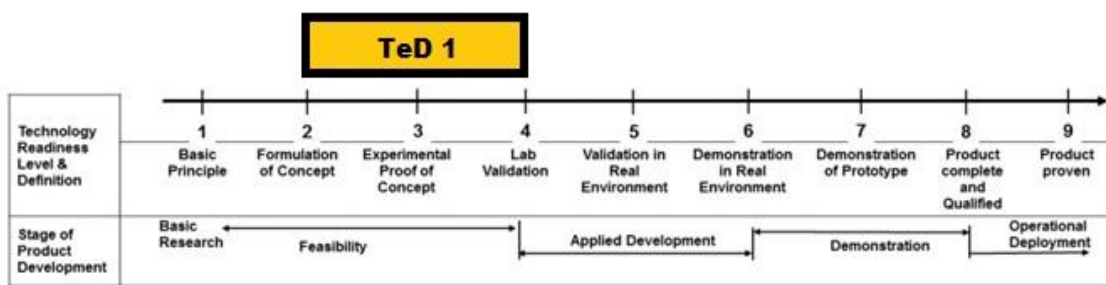 TeD 1
1 2 3 4 5 6 7 8 9
Technology
Readiness
Level &
Definition
Basic
Principle
Formulation
of Concept
Experimental
Proof of
Concept
Lab
Validation
Validation in
Real
Environment
Demonstration
in Real
Environment
Demonstration
of Prototype
Product
complete
and
Qualified
Product
proven
Stage of
Product
Development
Basic
Research
Feasibility
Applied Development
Demonstration
Operational
Deployment